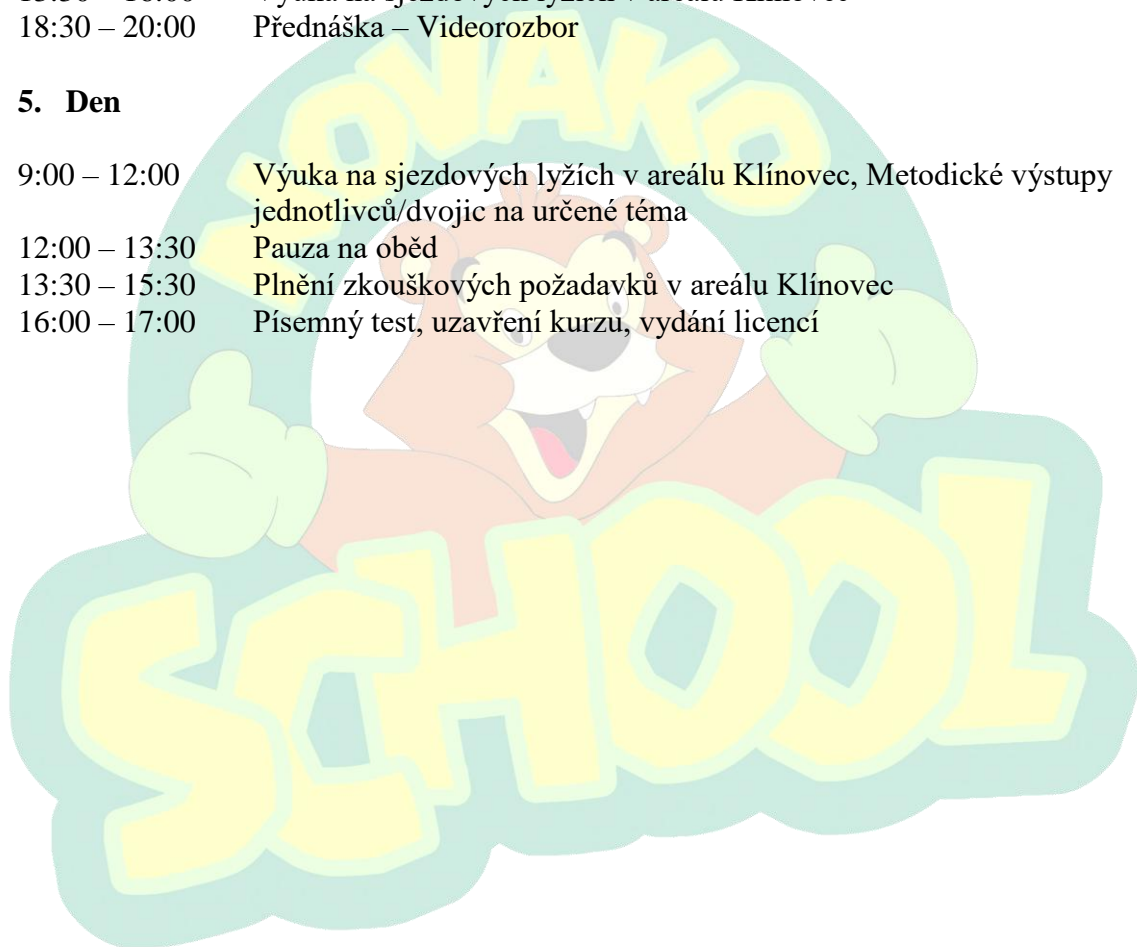 18:30 – 20:00 Přednáška – Videorozbor
5. Den
9:00 – 12:00 Výuka na sjezdových lyžích v areálu Klínovec, Metodické výstupy
jednotlivců/dvojic na určené téma
12:00 – 13:30 Pauza na oběd
13:30 – 15:30 Plnění zkouškových požadavků v areálu Klínovec
16:00 – 17:00 Písemný test, uzavření kurzu, vydání licencí
NOVAKO
SCHOOL